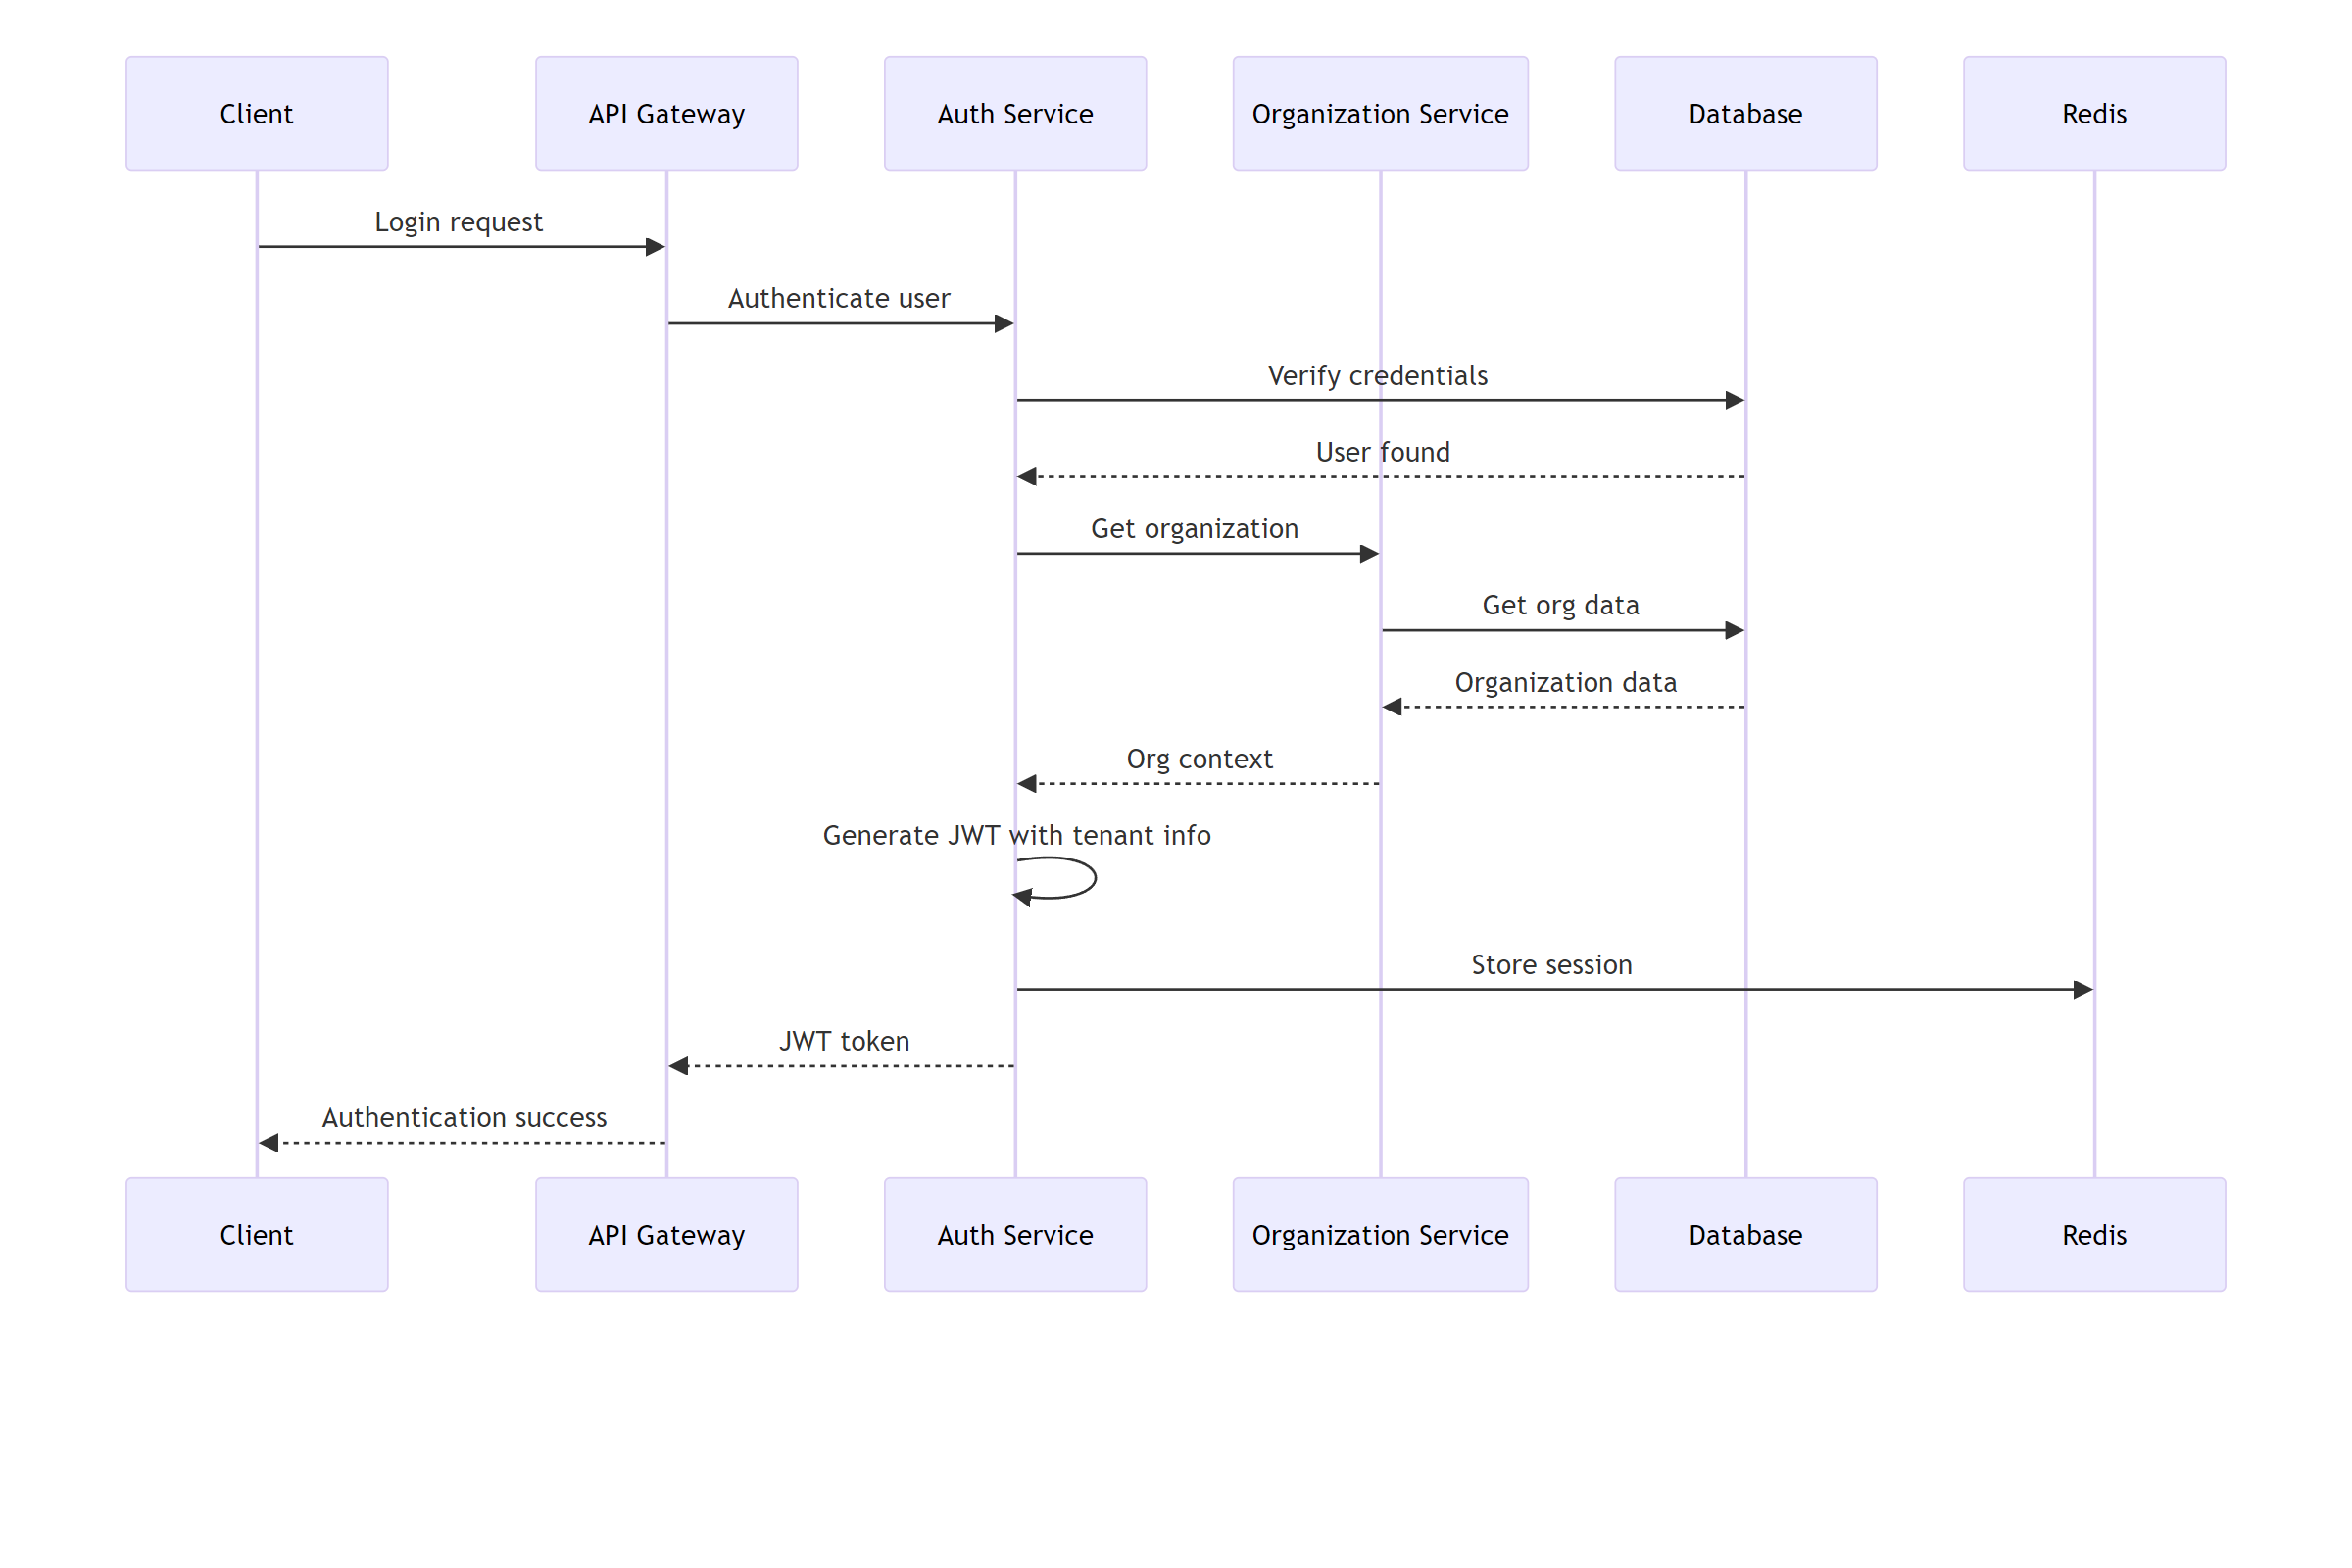 Client
API Gateway
Auth Service
Organization Service
Database
Redis
Login request
Authenticate user
Verify credentials
User found
Get organization
Get org data
Organization data
Org context
Generate JWT with tenant info
Store session
JWT token
Authentication success
Client
API Gateway
Auth Service
Organization Service
Database
Redis